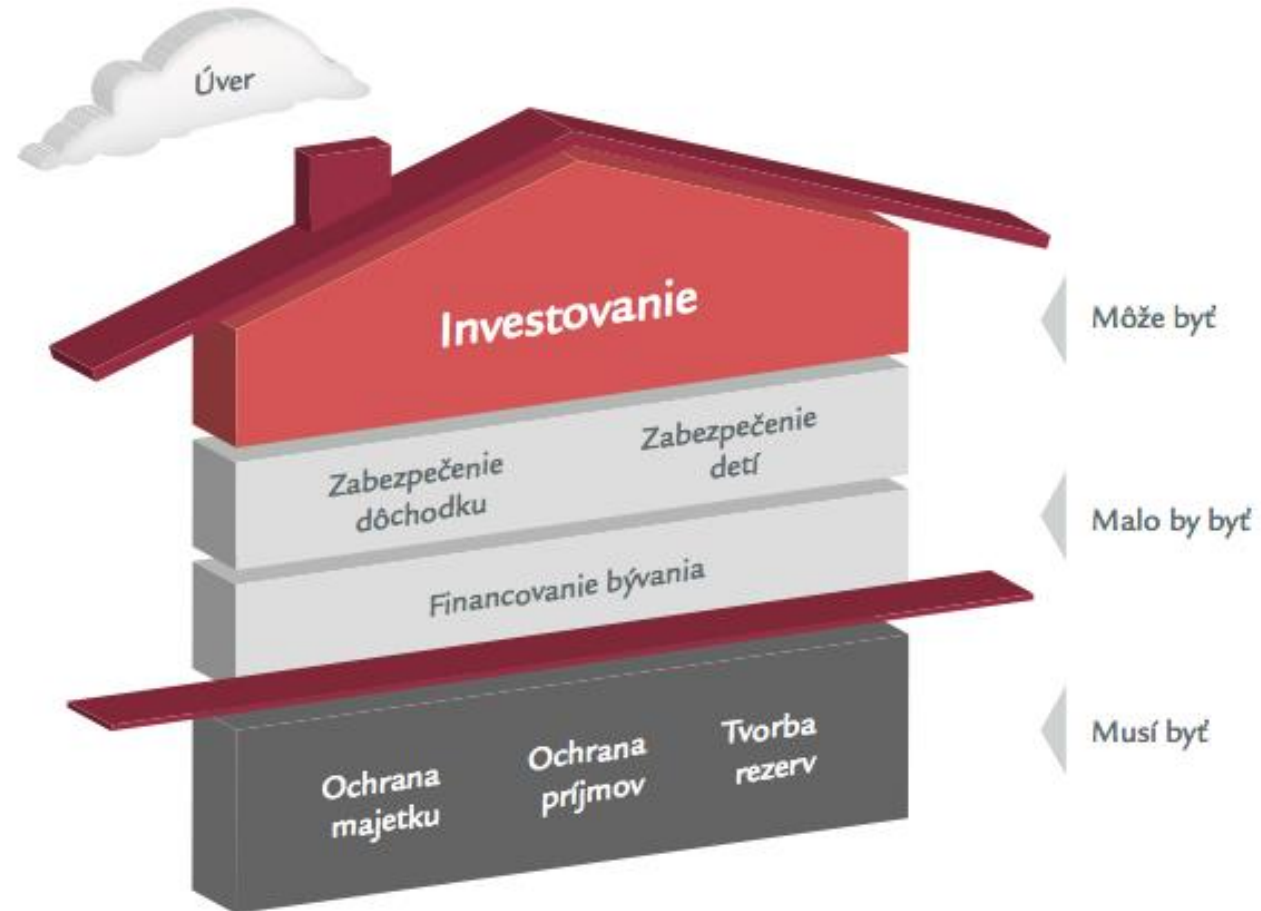 Úver
Investovanie
Môže byť
Zabezpečenie
dôchodku
Zabezpečenie
detí
Malo by byť
Financovanie bývania
Ochrana
majetku
Ochrana
príjmov
Tvorba
rezerv
Musí byť